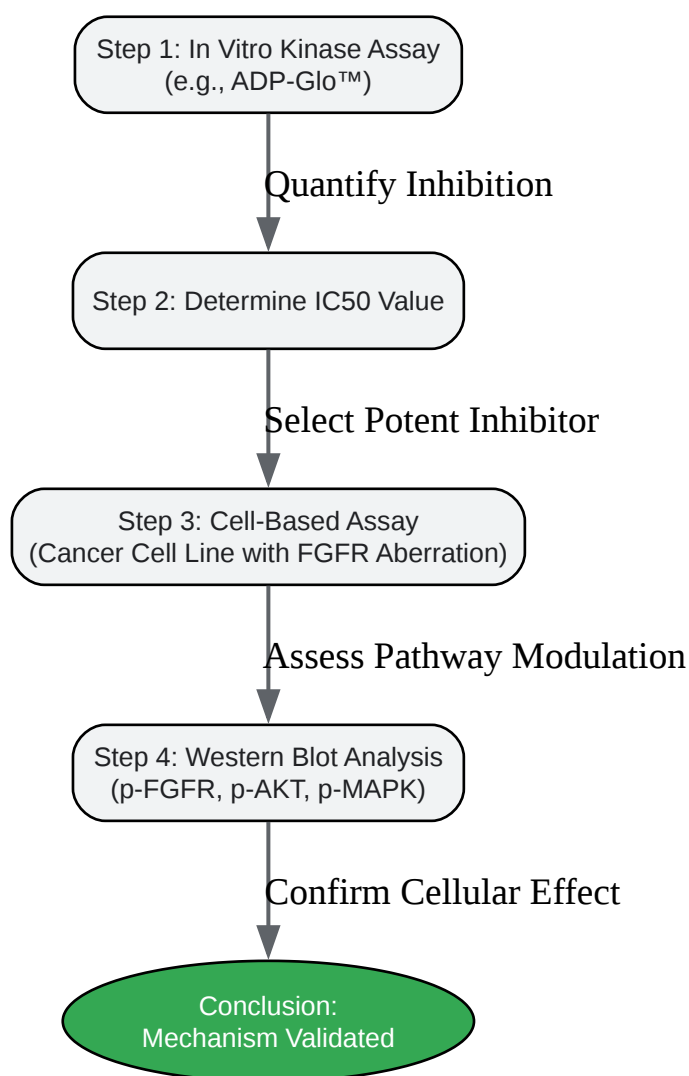 Step 1: In Vitro Kinase Assay
(e.g., ADP-Glo™)
Quantify Inhibition
Step 2: Determine IC50 Value
Select Potent Inhibitor
Step 3: Cell-Based Assay
(Cancer Cell Line with FGFR Aberration)
Assess Pathway Modulation
Step 4: Western Blot Analysis
(p-FGFR, p-AKT, p-MAPK)
Confirm Cellular Effect
Conclusion:
Mechanism Validated